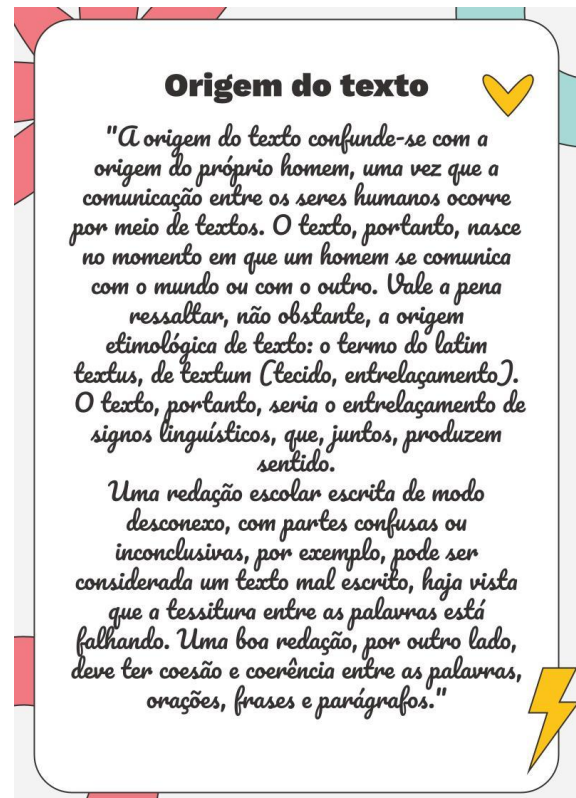 Origem do texto
"A origem do texto confunde-se com a
origem do próprio homem, uma vez que a
comunicação entre os seres humanos ocorre
por meio de textos. O texto, portanto, nasce
no momento em que um homem se comunica
com o mundo ou com o outro. Vale a pena
ressaltar, não obstante, a origem
etimológica de texto: o termo do latim
textus, de textum (tecido, entrelaçamento).
O texto, portanto, seria o entrelaçamento de
signos linguísticos, que, juntos, produzem
sentido.
Uma redação escolar escrita de modo
desconexo, com partes confusas ou
inconclusivas, por exemplo, pode ser
considerada um texto mal escrito, haja vista
que a tessitura entre as palavras está
falhando. Uma boa redação, por outro lado,
deve ter coesão e coerência entre as palavras,
orações, frases e parágrafos."